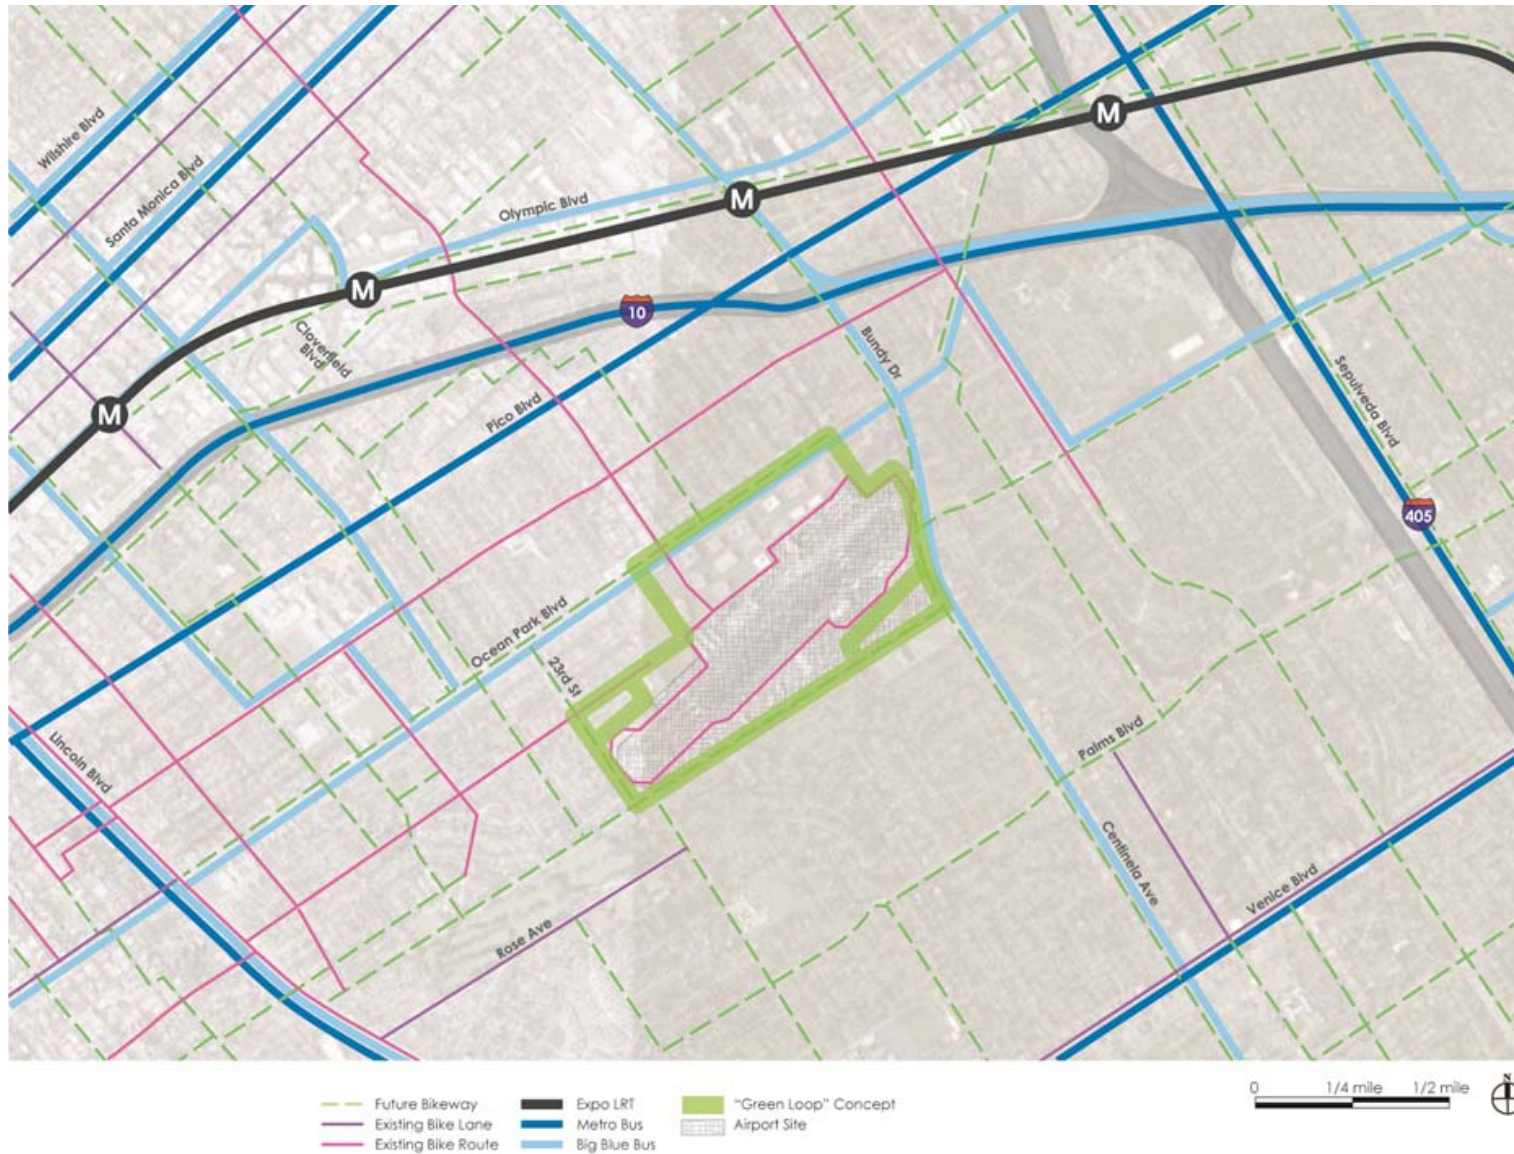 Wilshire Blvd
Santa Monica Blvd
Olympic Blvd
M
M
M
M
10
Cloverfield
Blvd
Pico Blvd
Bundy Dr
Sepulveda Blvd
405
Ocean Park Blvd
23rd St
Lincoln Blvd
Palms Blvd
Centinela Ave
Venice Blvd
Rose Ave
Future Bikeway
Existing Bike Lane
Existing Bike Route
Expo LRT
Metro Bus
Big Blue Bus
"Green Loop" Concept
Airport Site
0 1/4 mile 1/2 mile
N